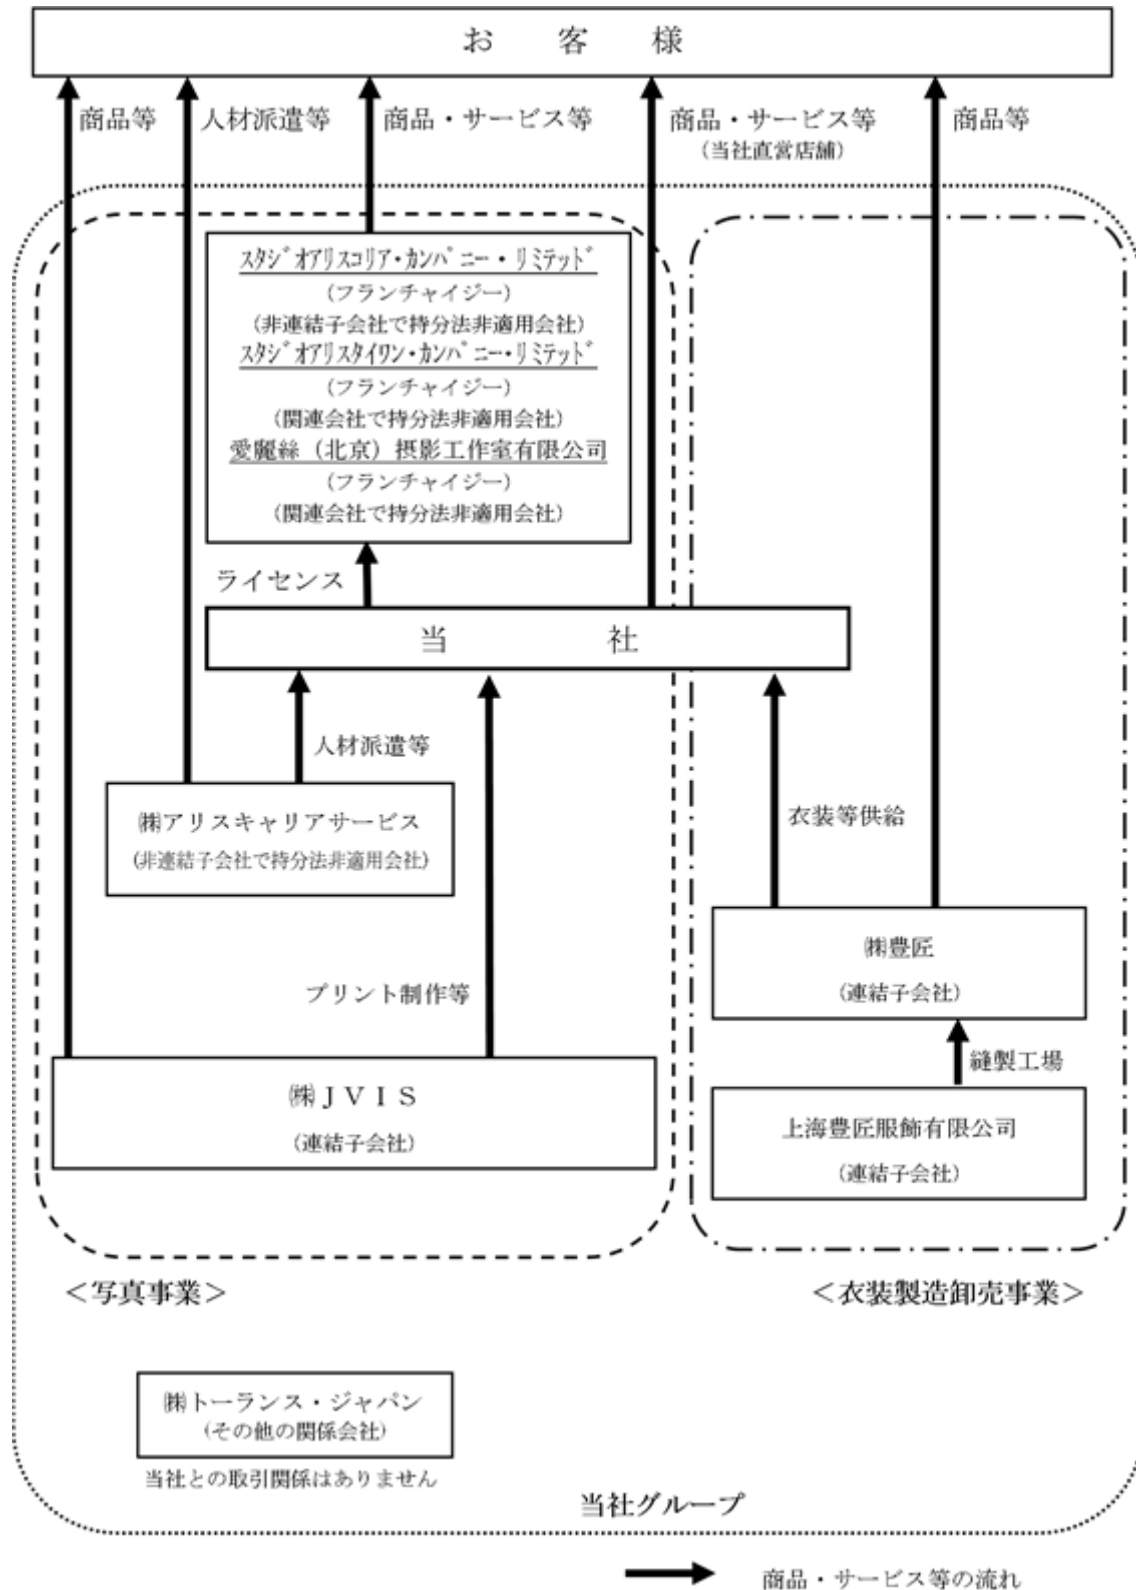 お　客　様
商品等
人材派遣等
商品・サービス等
商品・サービス等
(当社直営店舗)
商品等
ｽﾀｼﾞｵｱﾘｽｺﾘｱ・ｶﾝﾊﾟﾆｰ・ﾘﾐﾃｯﾄﾞ
(フランチャイジー)
(非連結子会社で持分法非適用会社)
ｽﾀｼﾞｵｱﾘｽﾀｲﾜﾝ・ｶﾝﾊﾟﾆｰ・ﾘﾐﾃｯﾄﾞ
(フランチャイジー)
(関連会社で持分法非適用会社)
愛麗絲（北京）摂影工作室有限公司
(フランチャイジー)
(関連会社で持分法非適用会社)
ライセンス
当　社
人材派遣等
㈱アリスキャリアサービス
(非連結子会社で持分法非適用会社)
衣装等供給
プリント制作等
㈱豊匠
(連結子会社)
縫製工場
㈱ＪＶＩＳ
(連結子会社)
上海豊匠服飾有限公司
(連結子会社)
＜写真事業＞
＜衣装製造卸売事業＞
㈱トーランス・ジャパン
(その他の関係会社)
当社との取引関係はありません
当社グループ
商品・サービス等の流れ